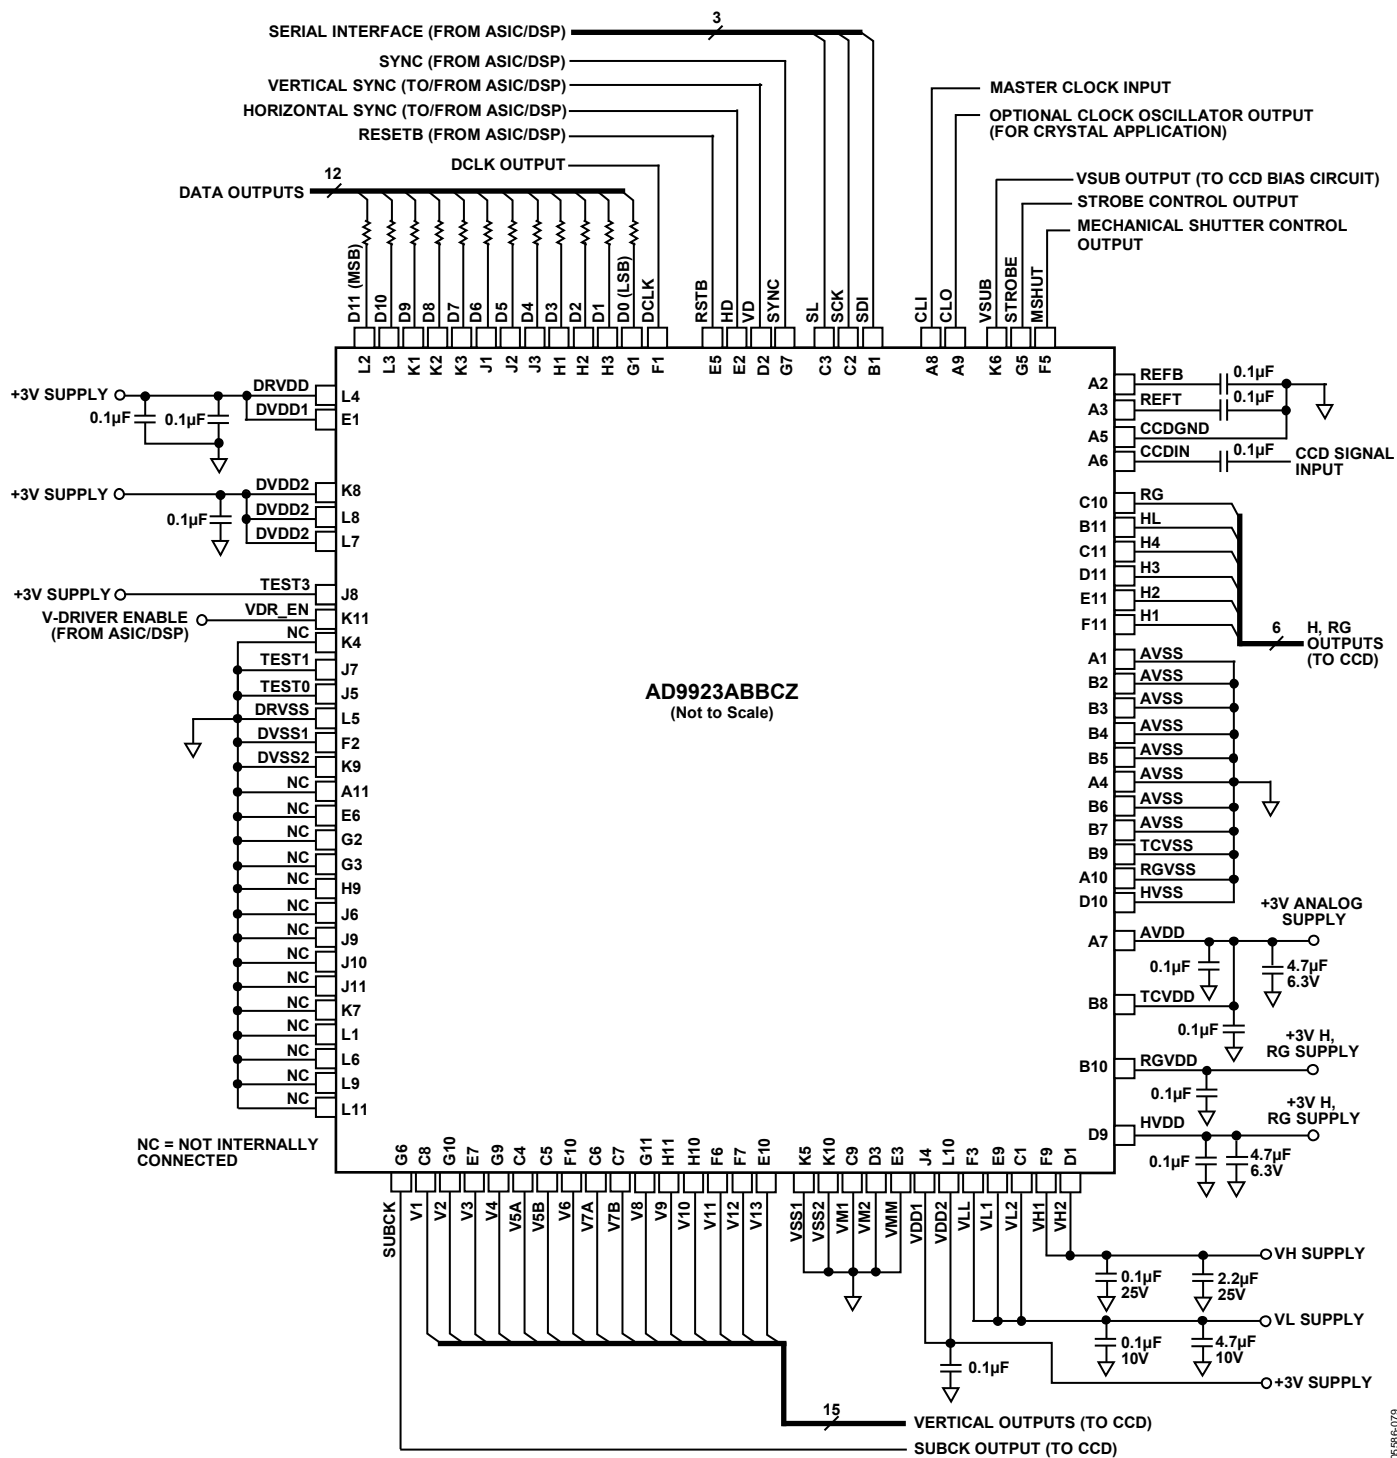 3
SERIAL INTERFACE (FROM ASIC/DSP)
SYNC (FROM ASIC/DSP)
VERTICAL SYNC (TO/FROM ASIC/DSP)
HORIZONTAL SYNC (TO/FROM ASIC/DSP)
RESETB (FROM ASIC/DSP)
DCLK OUTPUT
12
DATA OUTPUTS
MASTER CLOCK INPUT
OPTIONAL CLOCK OSCILLATOR OUTPUT
(FOR CRYSTAL APPLICATION)
VSUB OUTPUT (TO CCD BIAS CIRCUIT)
STROBE CONTROL OUTPUT
MECHANICAL SHUTTER CONTROL
OUTPUT
D11 (MSB)
D10
D9
D8
D7
D6
D5
D4
D3
D2
D1
D0 (LSB)
DCLK
RSTB
HD
VD
SYNC
SL
SCK
SDI
CLI
CLO
VSUB
STROBE
MSHUT
L2
L3
K1
K2
K3
J1
J2
J3
H1
H2
H3
G1
F1
E5
E2
D2
G7
C3
C2
B1
A8
A9
K6
G5
F5
+3V SUPPLY
DRVDD
L4
0.1µF
0.1µF
DVDD1
E1
+3V SUPPLY
DVDD2
K8
0.1µF
DVDD2
L8
DVDD2
L7
+3V SUPPLY
TEST3
J8
V-DRIVER ENABLE
(FROM ASIC/DSP)
VDR_EN
K11
NC
K4
TEST1
J7
TEST0
J5
DRVSS
L5
DVSS1
F2
DVSS2
K9
NC
A11
NC
E6
NC
G2
NC
G3
NC
H9
NC
J6
NC
J9
NC
J10
NC
J11
NC
K7
NC
L1
NC
L6
NC
L9
NC
L11
NC = NOT INTERNALLY
CONNECTED
AD9923ABBCZ
(Not to Scale)
A2
REFB
0.1µF
A3
REFT
0.1µF
A5
CCDGND
A6
CCDIN
0.1µF
CCD SIGNAL
INPUT
C10
RG
B11
HL
C11
H4
D11
H3
E11
H2
F11
H1
6
H, RG
OUTPUTS
(TO CCD)
A1
AVSS
B2
AVSS
B3
AVSS
B4
AVSS
B5
AVSS
A4
AVSS
B6
AVSS
B7
AVSS
B9
TCVSS
A10
RGVSS
D10
HVSS
+3V ANALOG
SUPPLY
A7
AVDD
0.1µF
4.7µF
6.3V
B8
TCVDD
0.1µF
+3V H,
RG SUPPLY
B10
RGVDD
0.1µF
+3V H,
RG SUPPLY
D9
HVDD
0.1µF
4.7µF
6.3V
G6
C8
G10
E7
G9
C4
C5
F10
C6
C7
G11
H11
H10
F6
F7
E10
K5
K10
C9
D3
E3
J4
L10
F3
E9
C1
F9
D1
SUBCK
V1
V2
V3
V4
V5A
V5B
V6
V7A
V7B
V8
V9
V10
V11
V12
V13
VSS1
VSS2
VM1
VM2
VMM
VDD1
VDD2
VLL
VL1
VL2
VH1
VH2
VH SUPPLY
0.1µF
25V
2.2µF
25V
VL SUPPLY
0.1µF
10V
4.7µF
10V
0.1µF
+3V SUPPLY
15
VERTICAL OUTPUTS (TO CCD)
SUBCK OUTPUT (TO CCD)